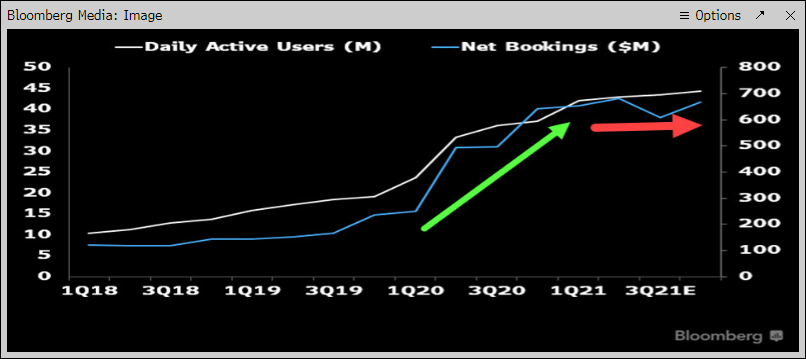 Bloomberg Media: Image
Options
Daily Active Users (M) Net Bookings ($M)
50 800
45 700
40 600
35 500
30 400
25 300
20 200
15 100
10 0
5
0
1Q18 3Q18 1Q19 3Q19 1Q20 3Q20 1Q21 3Q21E
Bloomberg